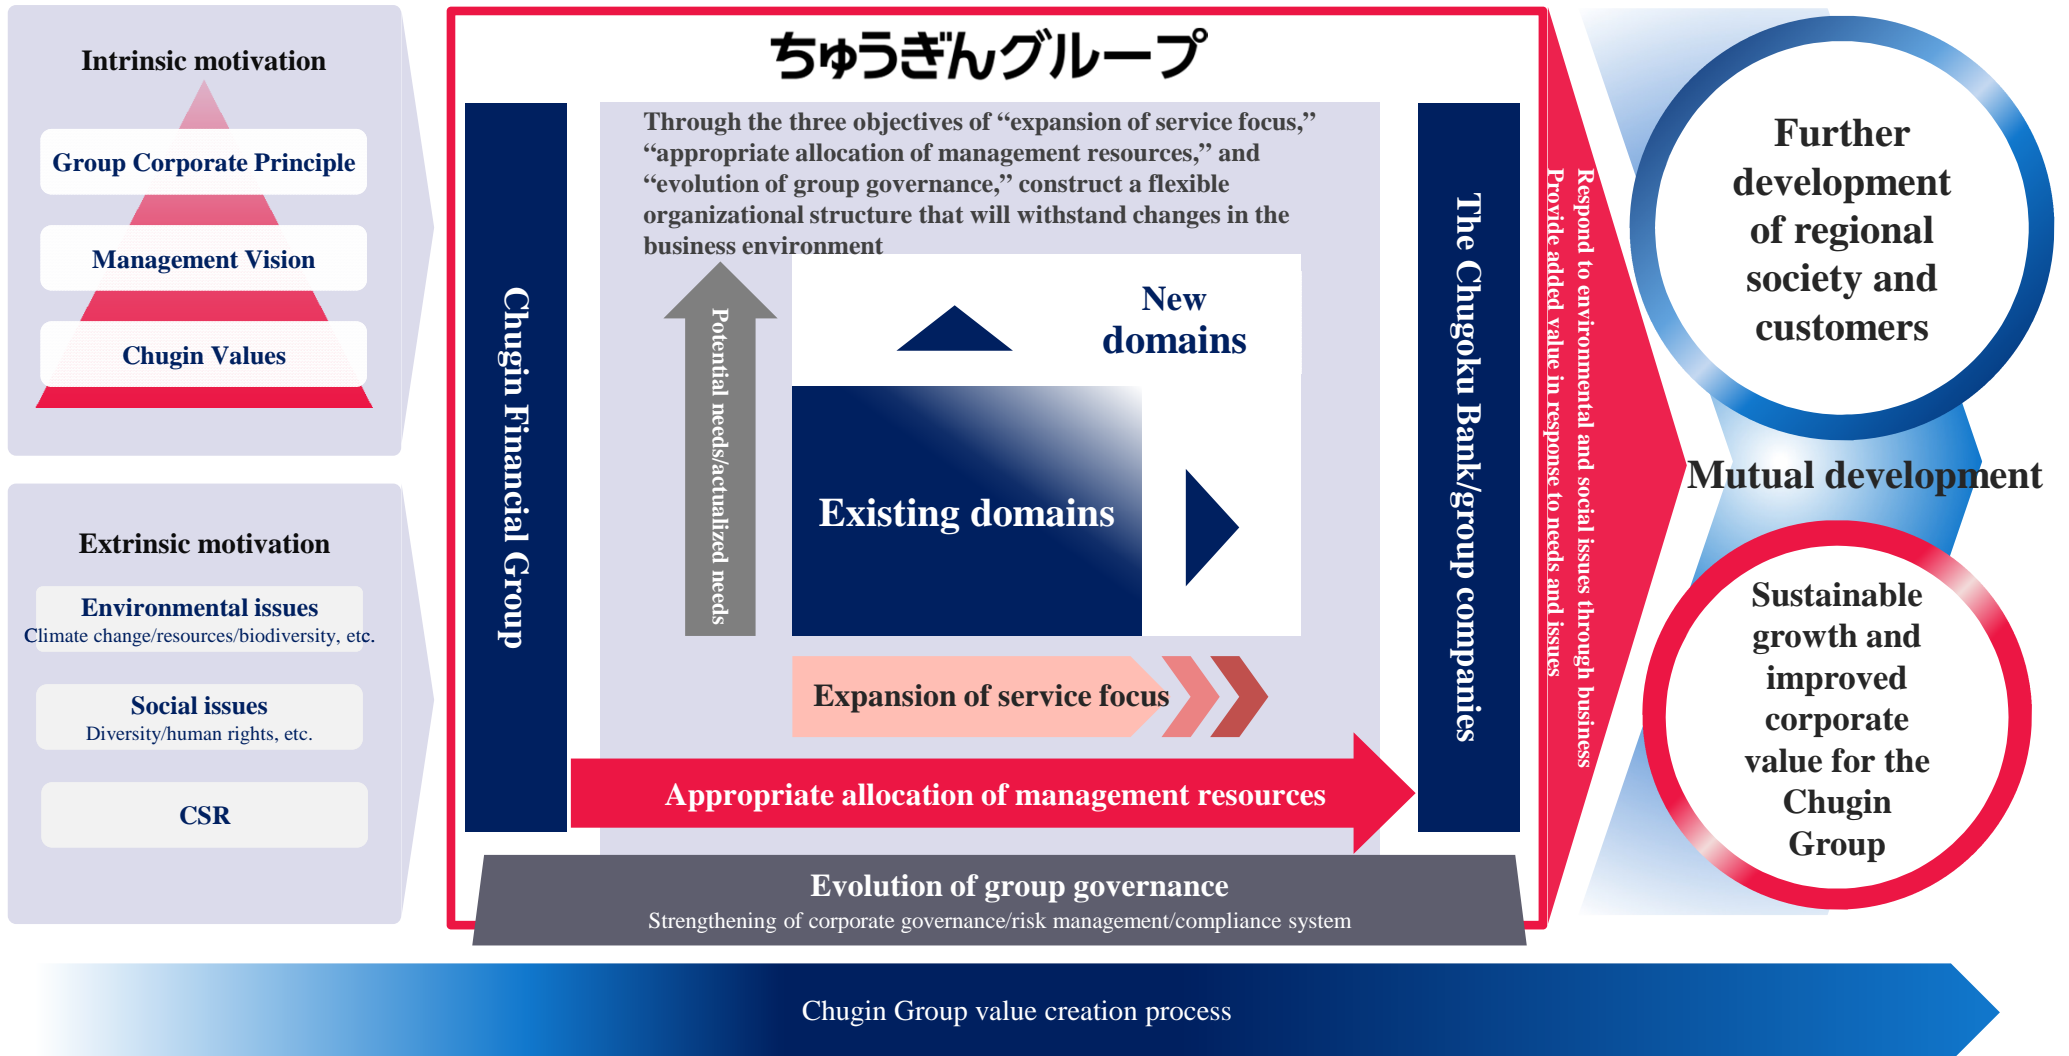 Intrinsic motivation
Group Corporate Principle
Management Vision
Chugin Values
Extrinsic motivation
Environmental issues
Climate change/resources/biodiversity, etc.
Social issues
Diversity/human rights, etc.
CSR
ちゅうぎんグループ
Chugin Financial Group
Through the three objectives of “expansion of service focus,”
“appropriate allocation of management resources,” and
“evolution of group governance,” construct a flexible
organizational structure that will withstand changes in the
business environment
Potential needs/actualized needs
New
domains
Existing domains
Expansion of service focus
Appropriate allocation of management resources
The Chugoku Bank/group companies
Evolution of group governance
Strengthening of corporate governance/risk management/compliance system
Respond to environmental and social issues through business
Provide added value in response to needs and issues
Further
development
of regional
society and
customers
Mutual development
Sustainable
growth and
improved
corporate
value for the
Chugin
Group
Chugin Group value creation process